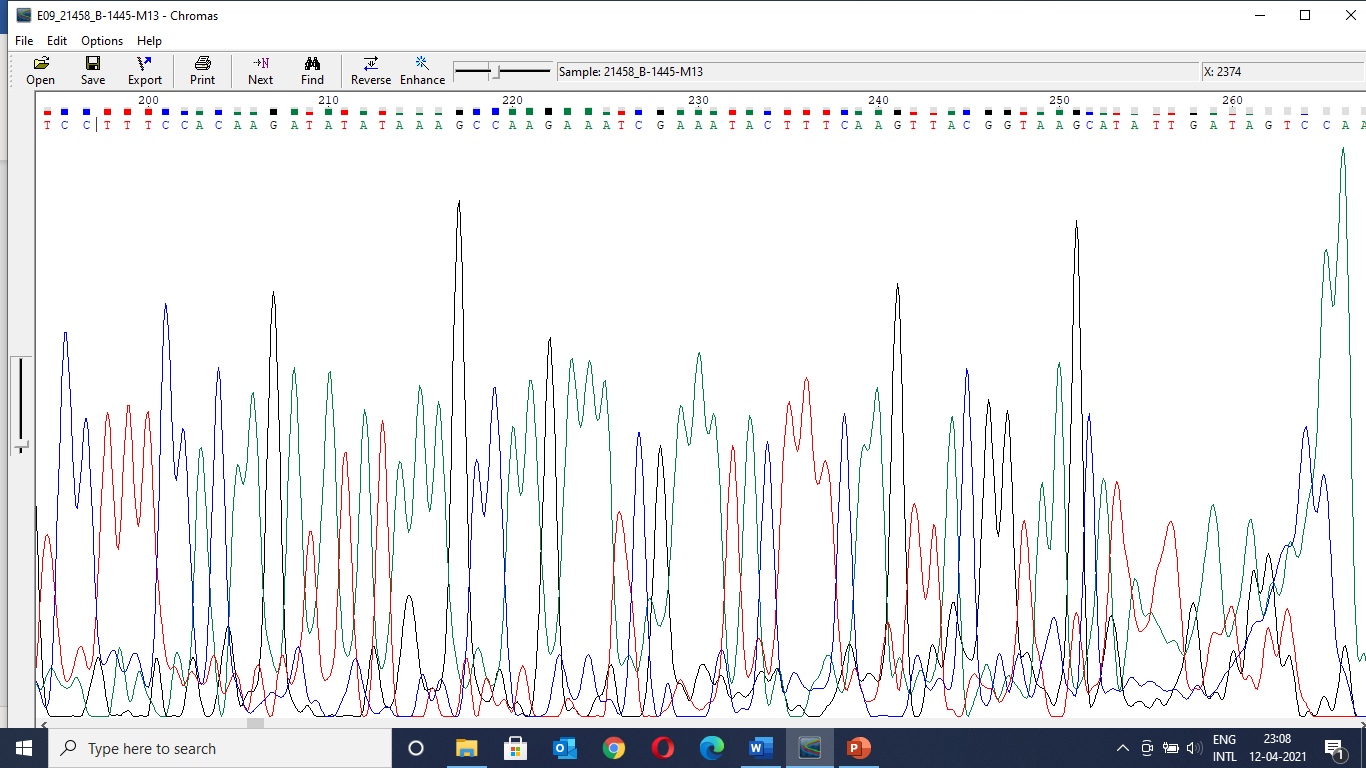 E09_21458_B-1445-M13 - Chromas
File Edit Options Help
Open Save Export Print Next Find Reverse Enhance Sample: 21458_B-1445-M13 X: 2374
200 210 220 230 240 250 260
T C C T T T C C A C A A G A T A T A T A A A G C C A A G A A A T C G A A A T A C T T T C A A G T T A C G G T A A G C A T A T T G A T A G T C C A A
Type here to search
ENG
INTL
23:08
12-04-2021
1